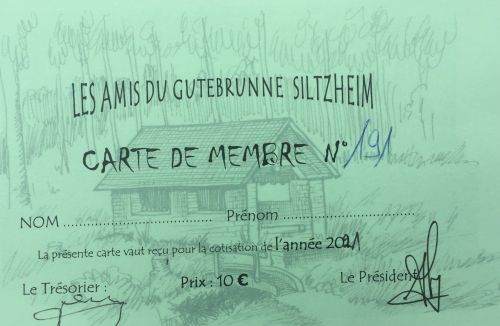 LES AMIS DU GUTEBRUNNE SILTZHEIM
CARTE DE MEMBRE N° 191
NOM ...................................... Prénom ..................................
La présente carte vaut reçu pour la cotisation de l'année 2021
Le Trésorier : Prix : 10 € Le Président